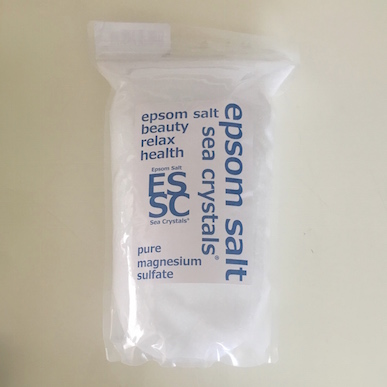 epsom salt
beauty
relax
health
epsom salt
sea crystals®
Epsom Salt
ES
SC
Sea Crystals®
pure
magnesium
sulfate